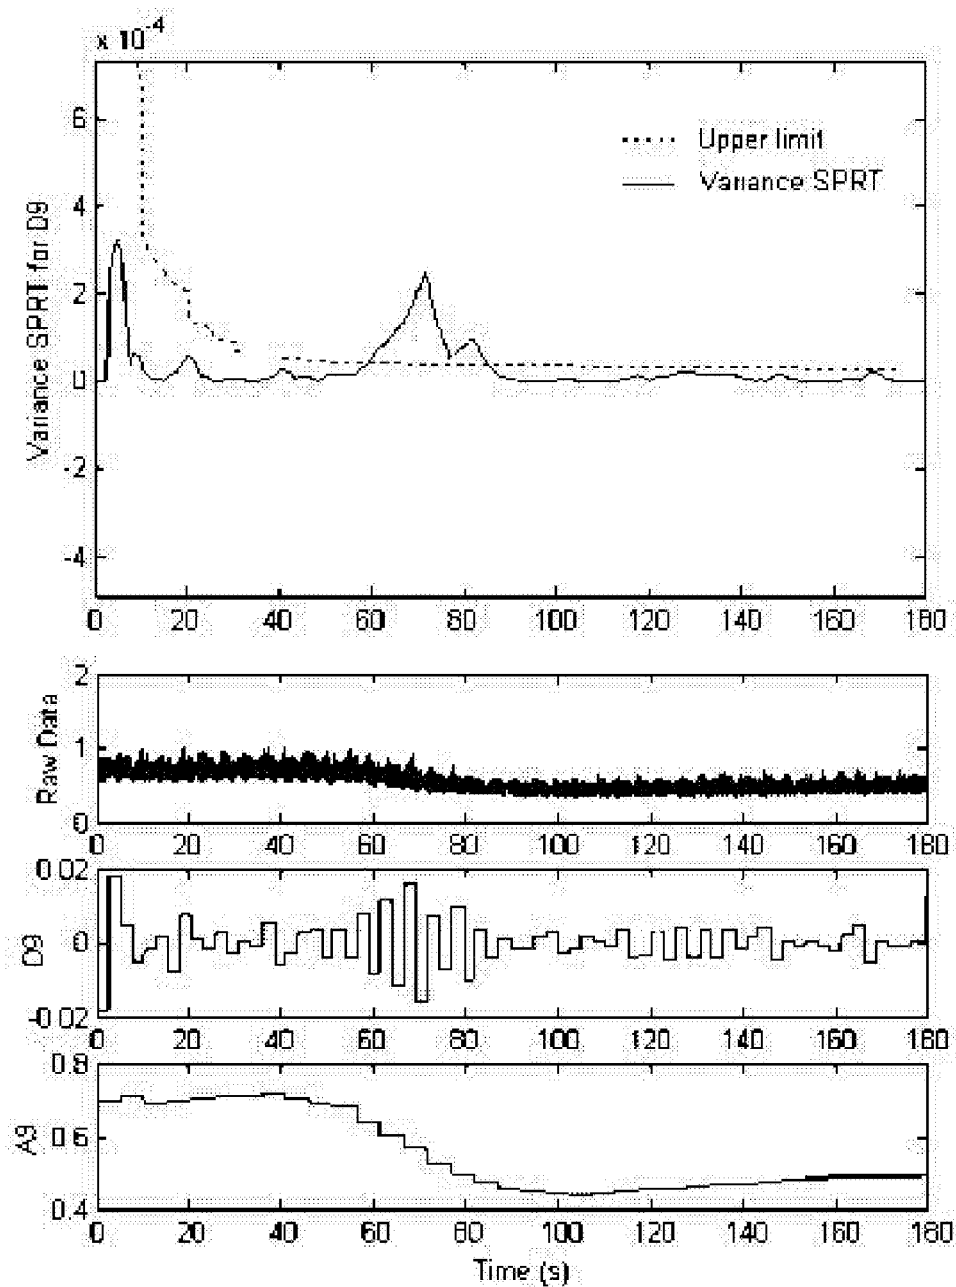 x 10-4
6
Upper limit
Variance SPRT
4
2
0
-2
-4
Variance SPRT for D9
0 20 40 60 80 100 120 140 160 180
2
1
0
Raw Data
0 20 40 60 80 100 120 140 160 180
0.02
0
-0.02
D9
0 20 40 60 80 100 120 140 160 180
0.8
0.6
0.4
A9
0 20 40 60 80 100 120 140 160 180
Time (s)